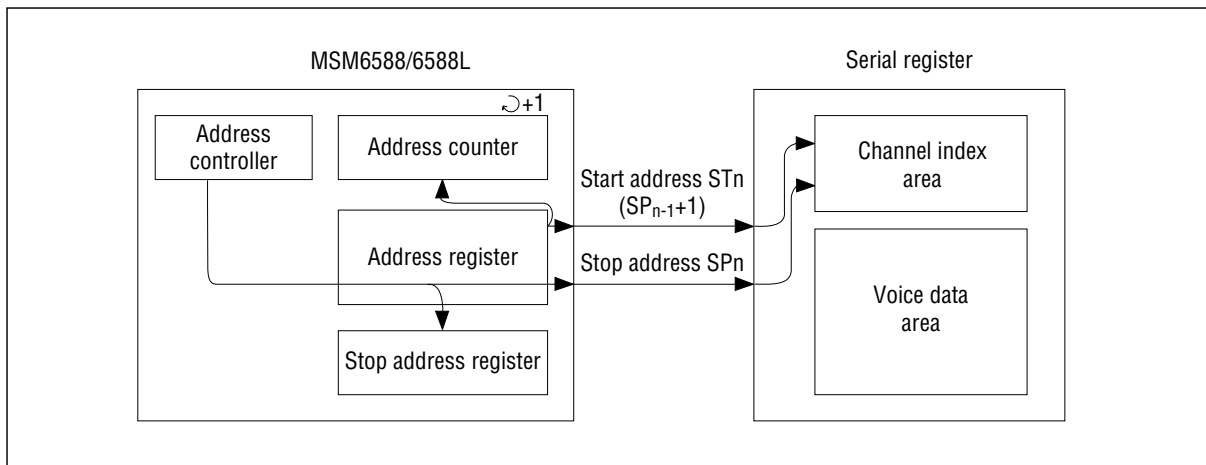 MSM6588/6588L
Serial register
+1
Address
controller
Address counter
Channel index
area
Start address STn
(SPn-1+1)
Address register
Stop address SPn
Voice data
area
Stop address register